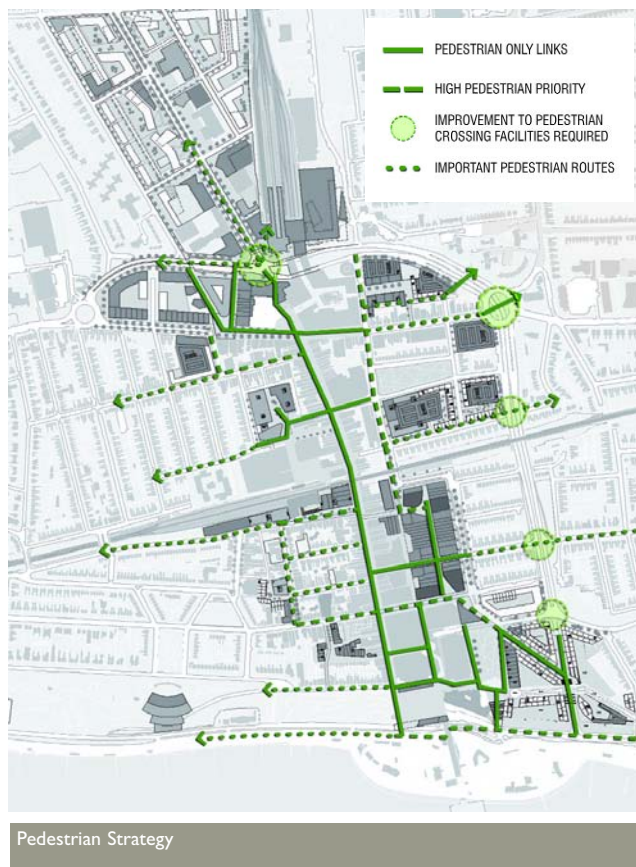 PEDESTRIAN ONLY LINKS
HIGH PEDESTRIAN PRIORITY
IMPROVEMENT TO PEDESTRIAN
CROSSING FACILITIES REQUIRED
IMPORTANT PEDESTRIAN ROUTES
Pedestrian Strategy